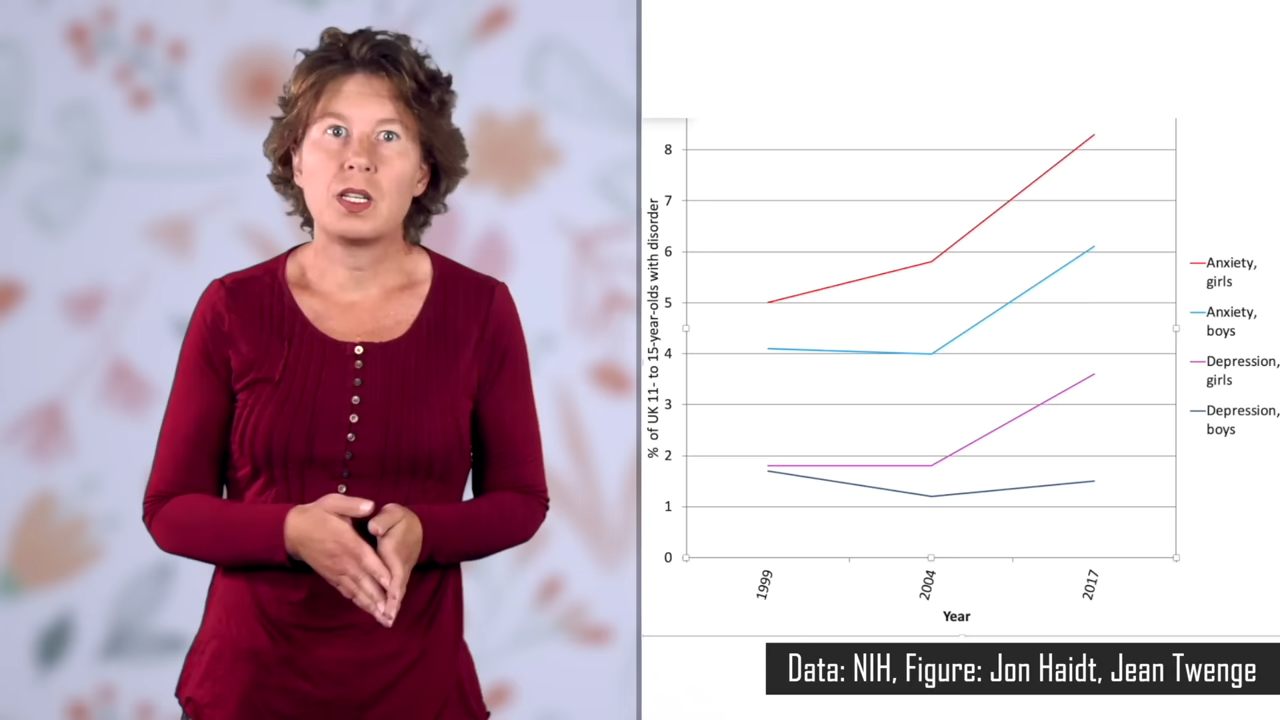 % of UK 11- to 15-year-olds with disorder
8
7
6
5
4
3
2
1
0
1999
2004
2017
Year
Anxiety,
girls
Anxiety,
boys
Depression,
girls
Depression,
boys
Data: NIH, Figure: Jon Haidt, Jean Twenge